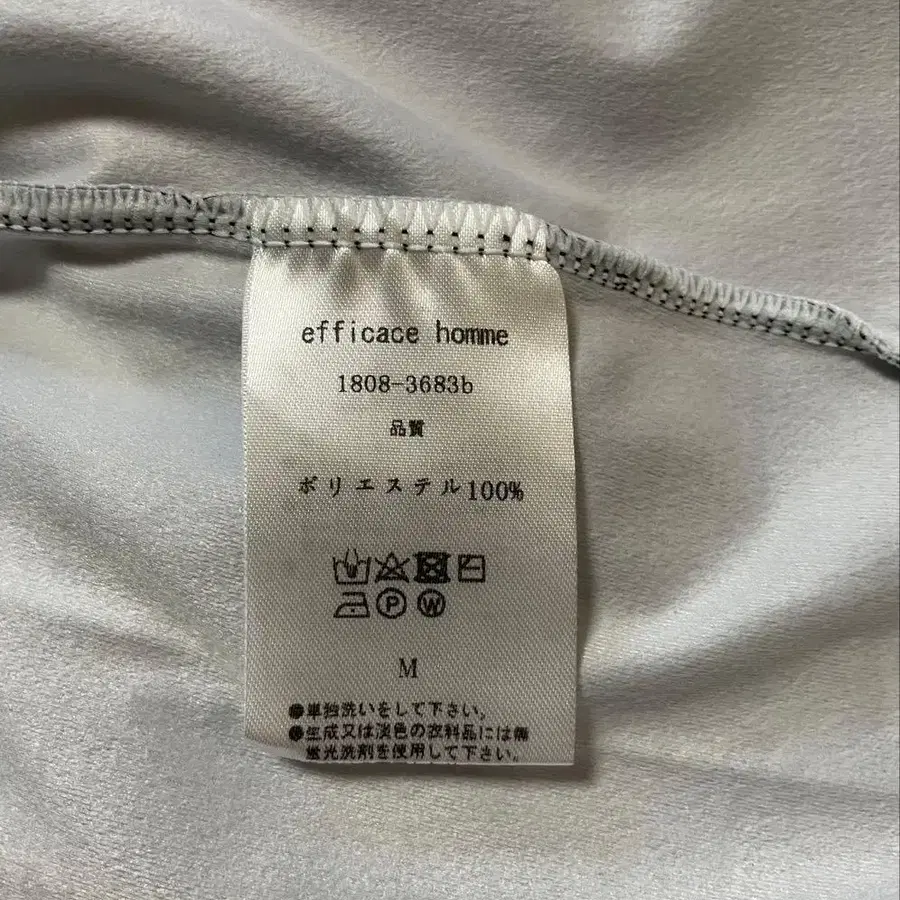 efficace homme
1808-3683b
品質
ポリエステル100%
P W
M
●単独洗いをして下さい。
●生成又は淡色の衣料品には無
蛍光洗剤を使用して下さい。